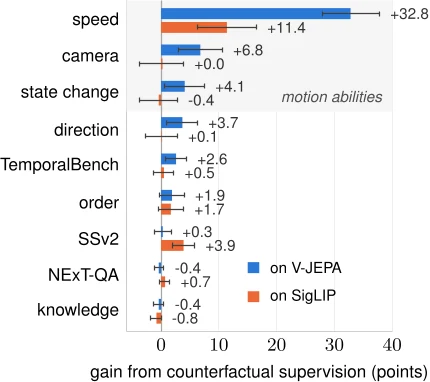 speed +32.8
+11.4
camera +6.8
+0.0
state change +4.1
-0.4
motion abilities
direction +3.7
+0.1
TemporalBench +2.6
+0.5
order +1.9
+1.7
SSv2 +0.3
+3.9
NExT-QA -0.4
+0.7
knowledge -0.4
-0.8
on V-JEPA
on SigLIP
0 10 20 30 40
gain from counterfactual supervision (points)